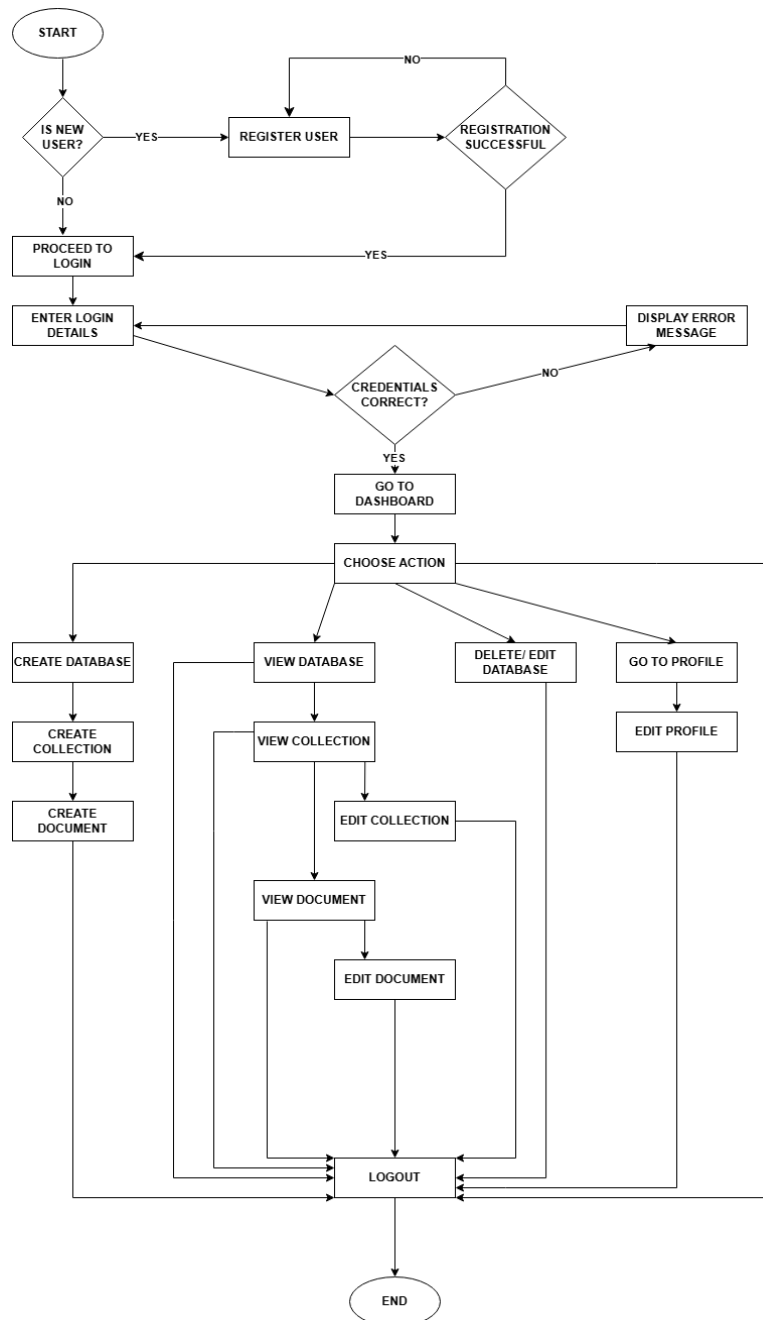 START
NO
IS NEW
USER?
YES
REGISTER USER
REGISTRATION
SUCCESSFUL
NO
PROCEED TO
LOGIN
YES
ENTER LOGIN
DETAILS
DISPLAY ERROR
MESSAGE
CREDENTIALS
CORRECT?
NO
YES
GO TO
DASHBOARD
CHOOSE ACTION
CREATE DATABASE
VIEW DATABASE
DELETE/ EDIT
DATABASE
GO TO PROFILE
CREATE
COLLECTION
VIEW COLLECTION
EDIT PROFILE
CREATE
DOCUMENT
EDIT COLLECTION
VIEW DOCUMENT
EDIT DOCUMENT
LOGOUT
END